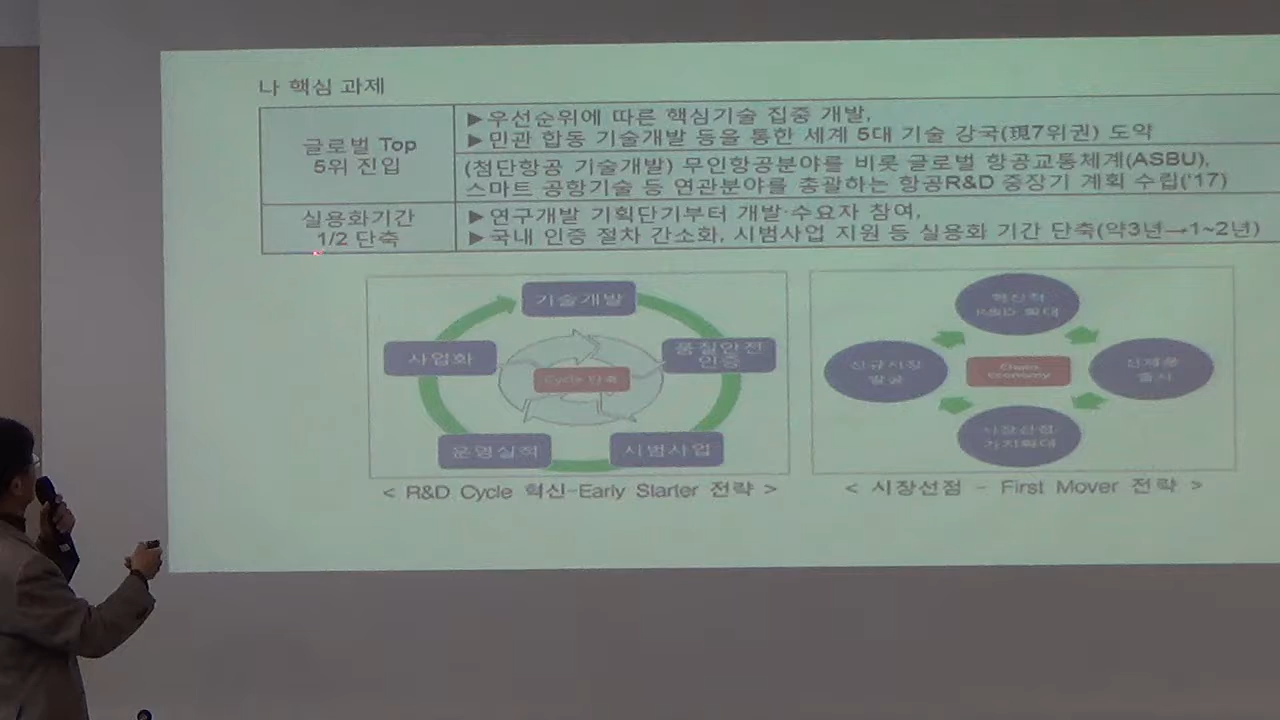 나 핵심 과제
글로벌 Top
5위 진입
▶우선순위에 따른 핵심기술 집중 개발,
▶민관 합동 기술개발 등을 통한 세계 5대 기술 강국(現7위권) 도약
(첨단항공 기술개발) 무인항공분야를 비롯 글로벌 항공교통체계(ASBU),
스마트 공항기술 등 연관분야를 총괄하는 항공R&D 중장기 계획 수립('17)
실용화기간
1/2 단축
▶연구개발 기획단기부터 개발·수요자 참여,
▶국내 인증 절차 간소화, 시범사업 지원 등 실용화 기간 단축(약3년→1~2년)
기술개발
사업화
품질안전
인증
Cycle 단축
운영실적
시범사업
< R&D Cycle 혁신-Early Starter 전략 >
혁신적
R&D 확대
신규시장
발굴
Economy
신제품
출시
시장선점
가치확대
< 시장선점 - First Mover 전략 >